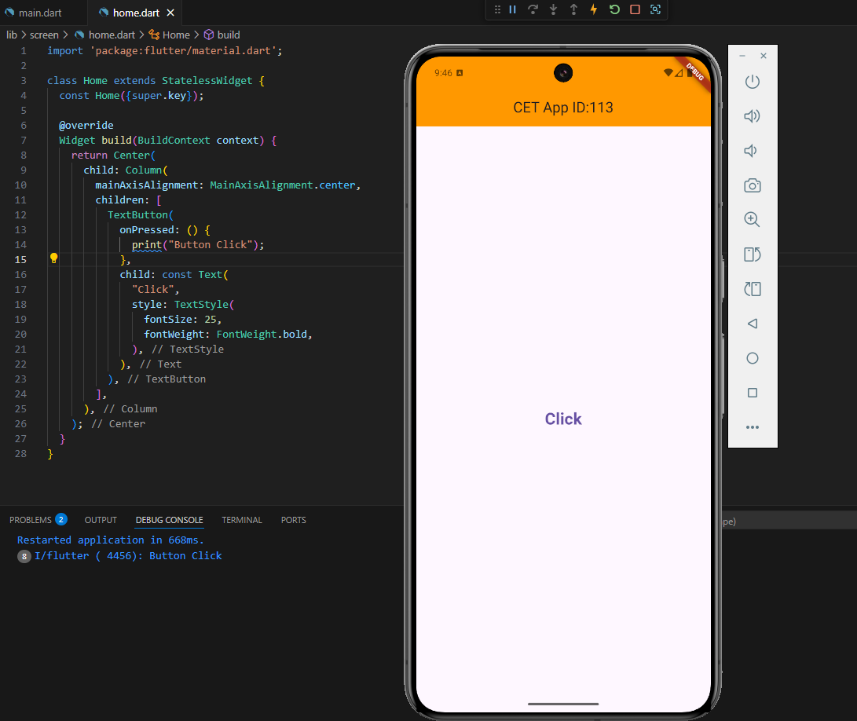 main.dart
home.dart
lib > screen > home.dart > Home > build
1 import 'package:flutter/material.dart';
2
3 class Home extends StatelessWidget {
4 const Home({super.key});
5
6 @override
7 Widget build(BuildContext context) {
8 return Center(
9 child: Column(
10 mainAxisAlignment: MainAxisAlignment.center,
11 children: [
12 TextButton(
13 onPressed: () {
14 print("Button Click");
15 },
16 child: const Text(
17 "Click",
18 style: TextStyle(
19 fontSize: 25,
20 fontWeight: FontWeight.bold,
21 ), // TextStyle
22 ), // Text
23 ), // TextButton
24 ],
25 ), // Column
26 ); // Center
27 }
28 }
9:46
DEBUG
CET App ID:113
Click
PROBLEMS 2 OUTPUT DEBUG CONSOLE TERMINAL PORTS
pe)
Restarted application in 668ms.
8 I/flutter ( 4456): Button Click